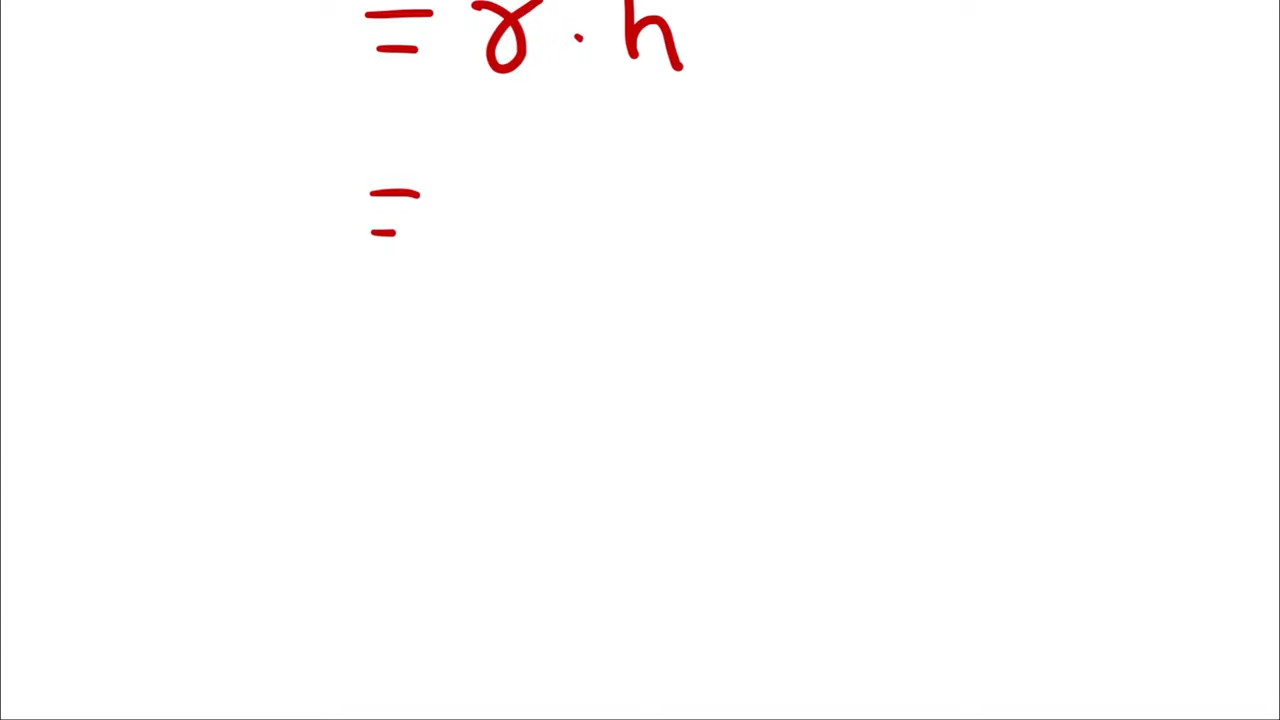 = γ · h
=